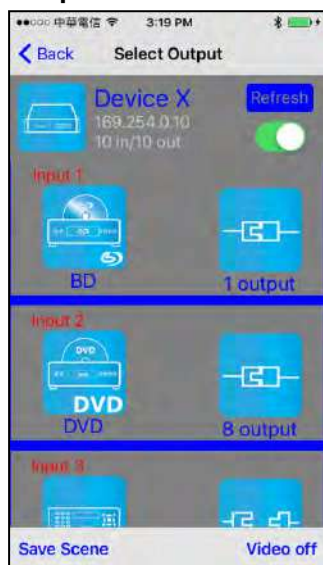 中華電信 3:19 PM
Back Select Output
Device X Refresh
169.254.0.10
10 in/10 out
Input 1
BD 1 output
Input 2
DVD
DVD
DVD 8 output
Input 3
Save Scene Video off